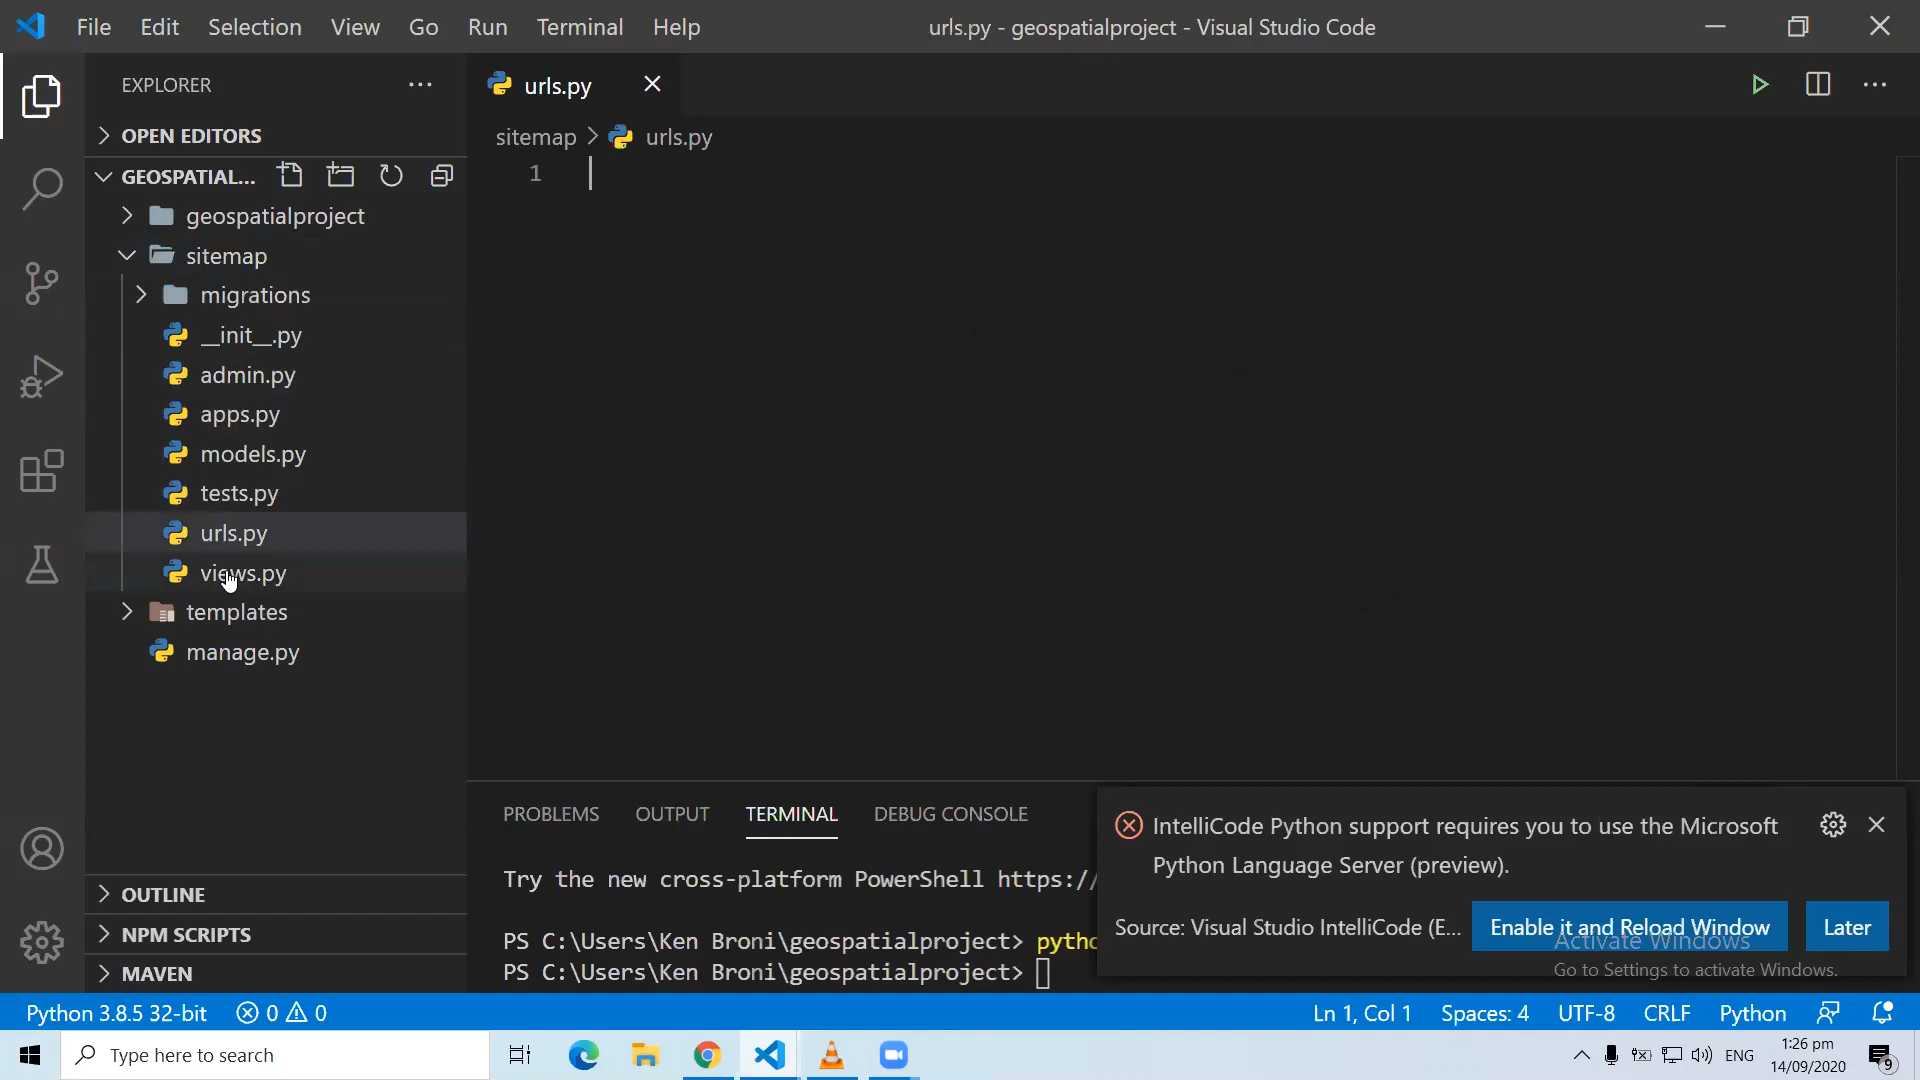 File Edit Selection View Go Run Terminal Help
urls.py - geospatialproject - Visual Studio Code
EXPLORER
OPEN EDITORS
GEOSPATIAL...
geospatialproject
sitemap
migrations
__init__.py
admin.py
apps.py
models.py
tests.py
urls.py
views.py
templates
manage.py
OUTLINE
NPM SCRIPTS
MAVEN
urls.py
sitemap > urls.py
1
PROBLEMS OUTPUT TERMINAL DEBUG CONSOLE
Try the new cross-platform PowerShell https:/
PS C:\Users\Ken Broni\geospatialproject> pytho
PS C:\Users\Ken Broni\geospatialproject>
IntelliCode Python support requires you to use the Microsoft
Python Language Server (preview).
Source: Visual Studio IntelliCode (E... Enable it and Reload Window Later
Activate Windows
Go to Settings to activate Windows.
Python 3.8.5 32-bit 0 0 Ln 1, Col 1 Spaces: 4 UTF-8 CRLF Python
Type here to search
ENG
1:26 pm
14/09/2020
9